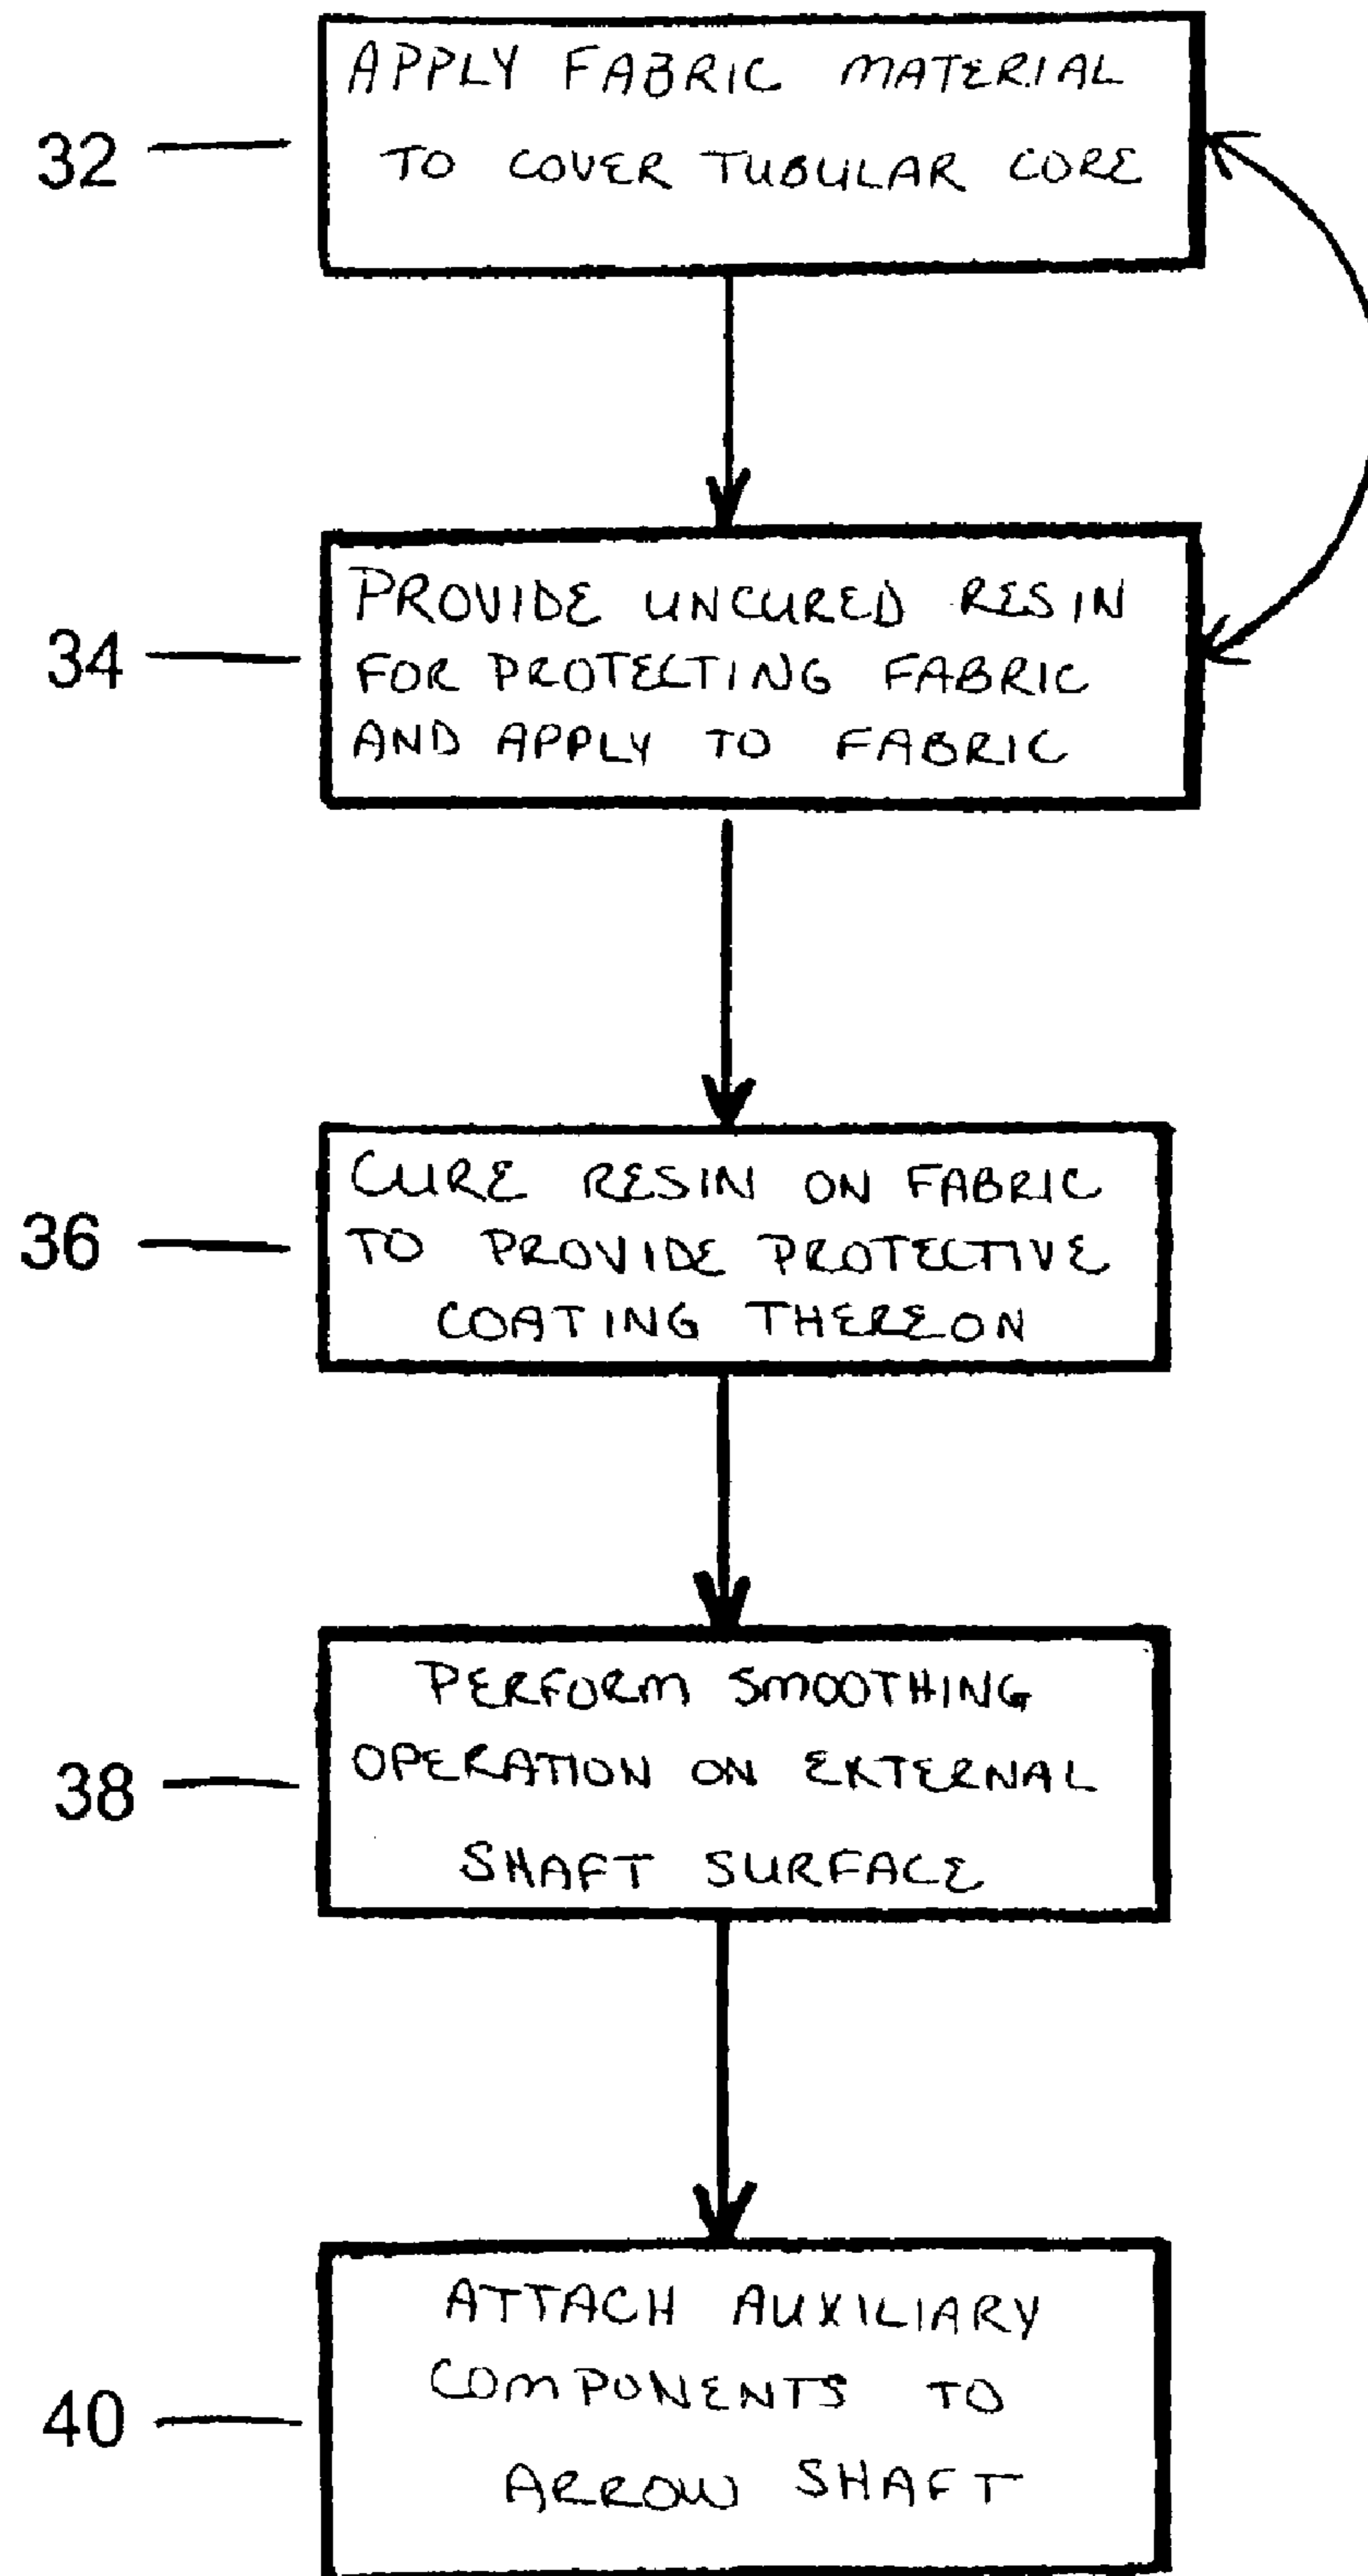 APPLY FABRIC MATERIAL
32
TO COVER TUBULAR CORE
PROVIDE UNCURED RESIN
34
FOR PROTECTING FABRIC
AND APPLY TO FABRIC
CURE RESIN ON FABRIC
36
TO PROVIDE PROTECTIVE
COATING THEREON
PERFORM SMOOTHING
38
OPERATION ON EXTERNAL
SHAFT SURFACE
ATTACH AUXILIARY
40
COMPONENTS TO
ARROW SHAFT